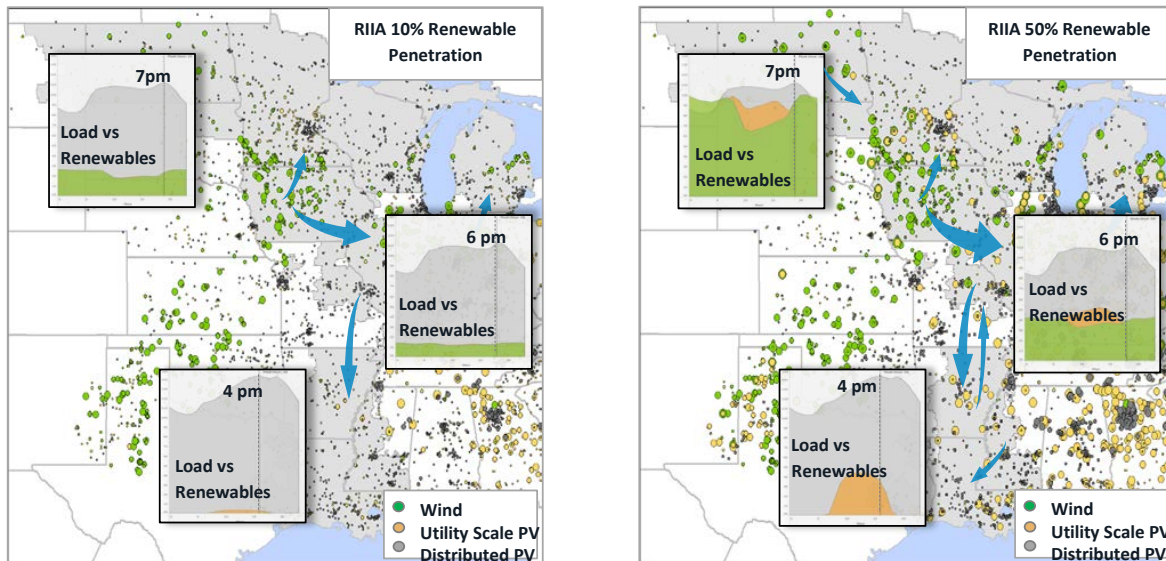 RIIA 10% Renewable
Penetration
7pm
Load vs
Renewables
6 pm
Load vs
Renewables
4 pm
Load vs
Renewables
Wind
Utility Scale PV
Distributed PV
RIIA 50% Renewable
Penetration
7pm
Load vs
Renewables
6 pm
Load vs
Renewables
4 pm
Load vs
Renewables
Wind
Utility Scale PV
Distributed PV